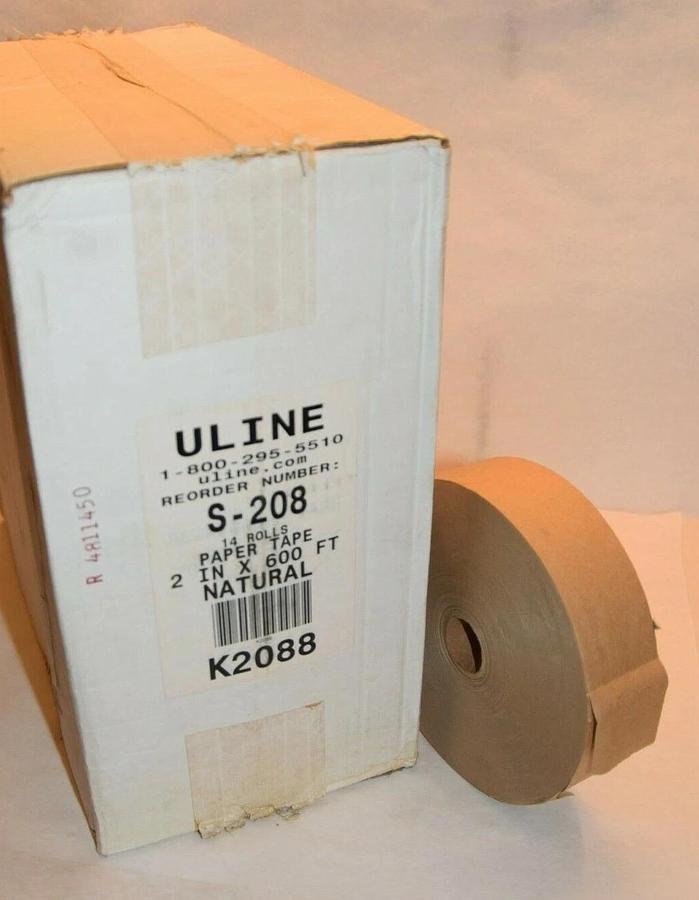 ULINE
1-800-295-5510
uline.com
REORDER NUMBER:
S-208
14 ROLLS
PAPER TAPE
2 IN X 600 FT
NATURAL
K2088
K2088
R 4811450